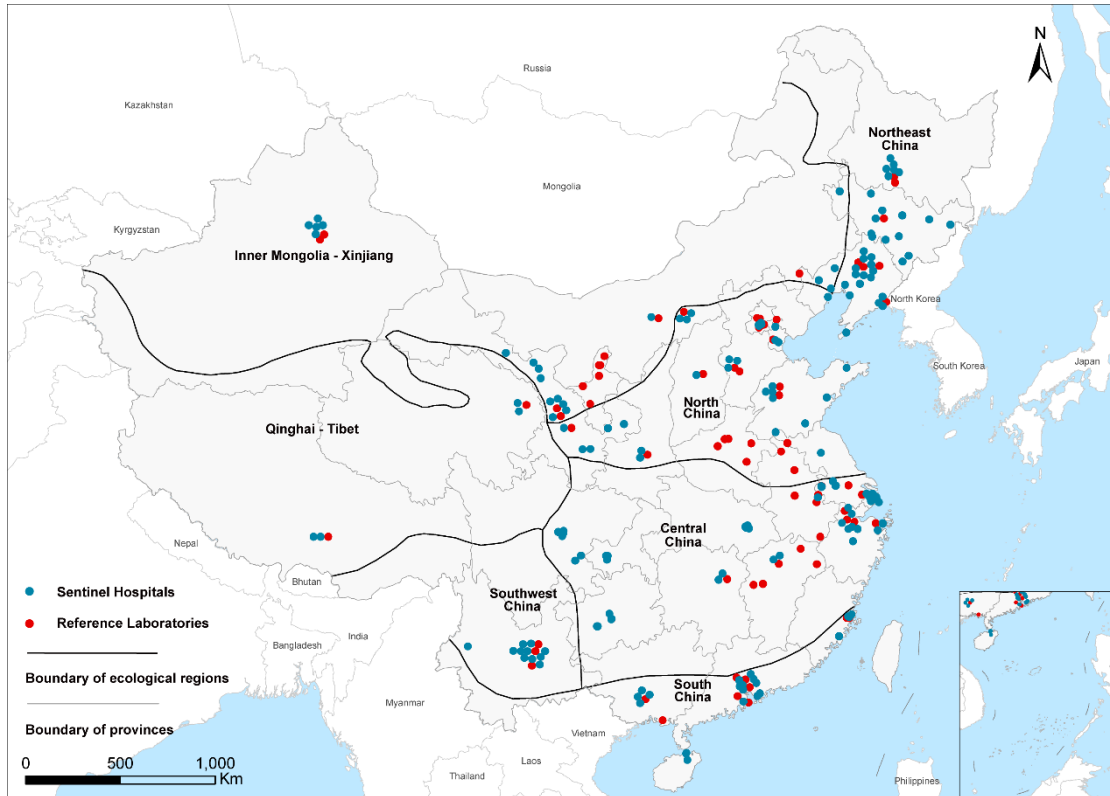 N
Russia
Kazakhstan
Northeast
China
Mongolia
Kyrgyzstan
Inner Mongolia - Xinjiang
North Korea
Japan
South Korea
North
China
Qinghai - Tibet
Central
China
Nepal
Bhutan
Sentinel Hospitals
Southwest
China
Reference Laboratories
India
Bangladesh
South
China
Boundary of ecological regions
Myanmar
Boundary of provinces
Vietnam
Laos
0 500 1,000
Km
Thailand
Philippines